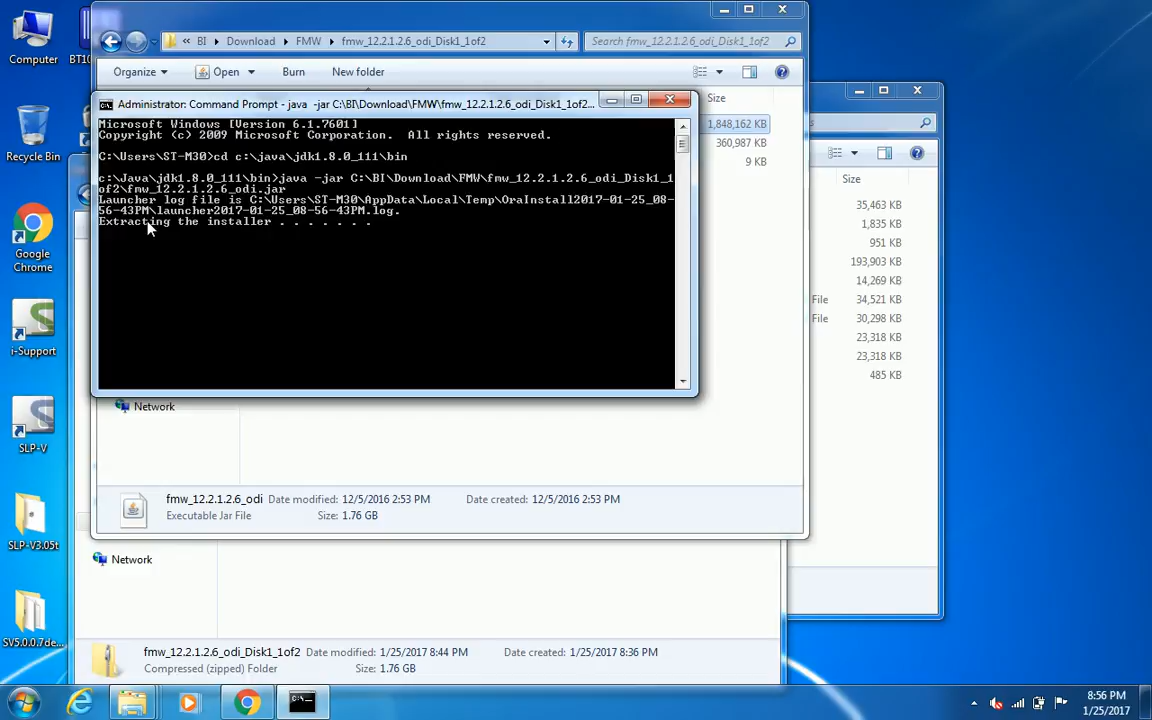 Computer
BT10
Recycle Bin
Google
Chrome
i-Support
SLP-V
SLP-V3.05t
SV5.0.0.7de...
« BI ▸ Download ▸ FMW ▸ fmw_12.2.1.2.6_odi_Disk1_1of2
Search fmw_12.2.1.2.6_odi_Disk1_1of2
Organize
Open
Burn
New folder
Size
1,848,162 KB
360,987 KB
9 KB
Administrator: Command Prompt - java -jar C:\BI\Download\FMW\fmw_12.2.1.2.6_odi_Disk1_1of2...
Microsoft Windows [Version 6.1.7601]
Copyright (c) 2009 Microsoft Corporation. All rights reserved.
C:\Users\ST-M30>cd c:\java\jdk1.8.0_111\bin
c:\Java\jdk1.8.0_111\bin>java -jar C:\BI\Download\FMW\fmw_12.2.1.2.6_odi_Disk1_1
of2\fmw_12.2.1.2.6_odi.jar
Launcher log file is C:\Users\ST-M30\AppData\Local\Temp\OraInstall2017-01-25_08-
56-43PM\launcher2017-01-25_08-56-43PM.log.
Extracting the installer . . . . . . .
Network
fmw_12.2.1.2.6_odi Date modified: 12/5/2016 2:53 PM Date created: 12/5/2016 2:53 PM
Executable Jar File Size: 1.76 GB
s
Size
35,463 KB
1,835 KB
951 KB
193,903 KB
14,269 KB
File 34,521 KB
File 30,298 KB
23,318 KB
23,318 KB
485 KB
Network
fmw_12.2.1.2.6_odi_Disk1_1of2 Date modified: 1/25/2017 8:44 PM Date created: 1/25/2017 8:36 PM
Compressed (zipped) Folder Size: 1.76 GB
8:56 PM
1/25/2017